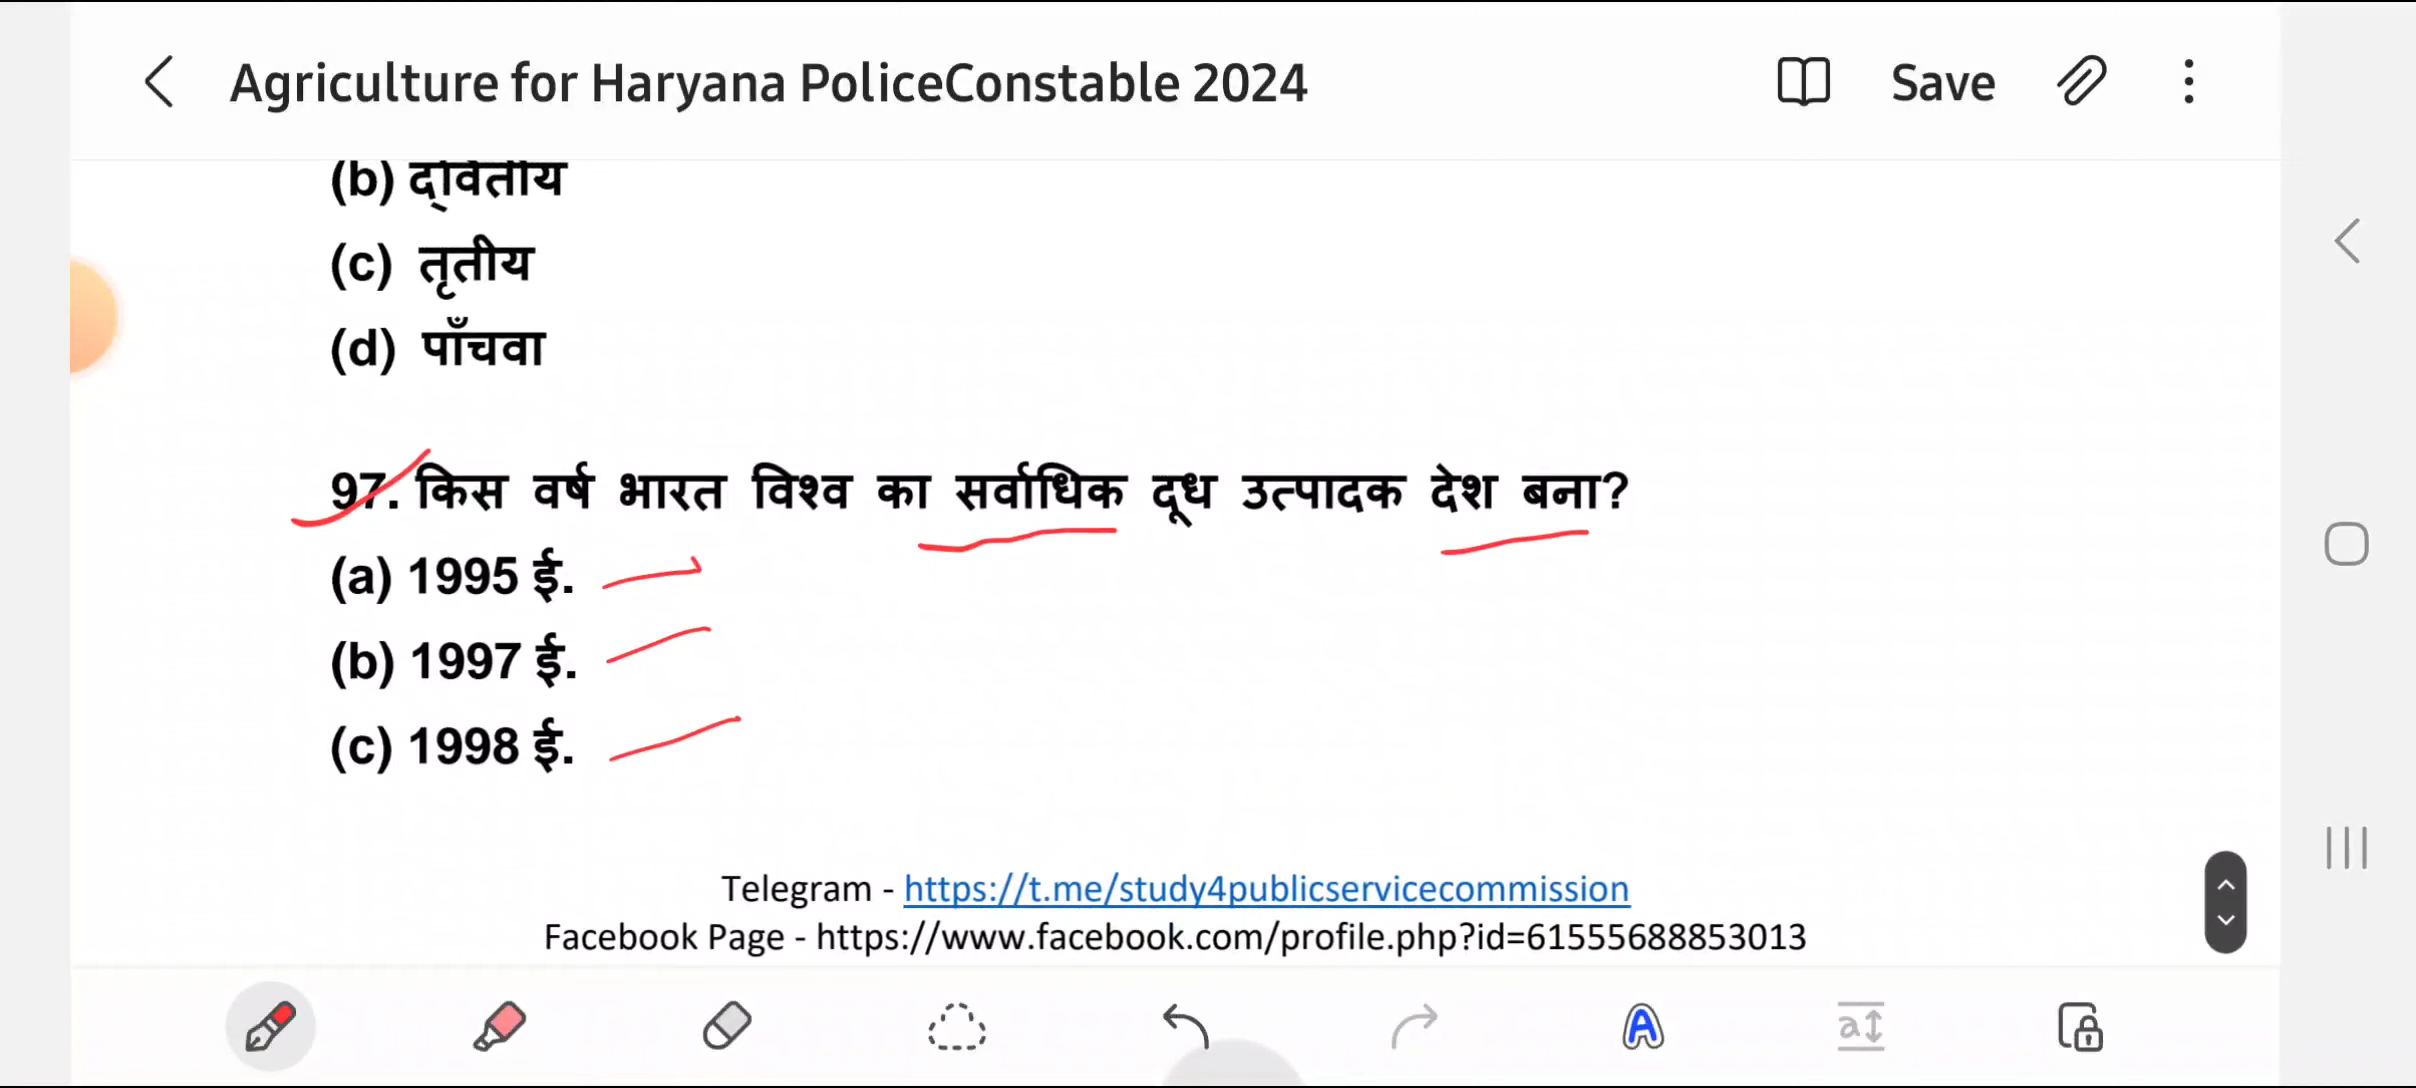 Agriculture for Haryana PoliceConstable 2024
Save
(b) द्वितीय
(c) तृतीय
(d) पाँचवा
97. किस वर्ष भारत विश्व का सर्वाधिक दूध उत्पादक देश बना?
(a) 1995 ई.
(b) 1997 ई.
(c) 1998 ई.
Telegram - https://t.me/study4publicservicecommission
Facebook Page - https://www.facebook.com/profile.php?id=61555688853013
A
a